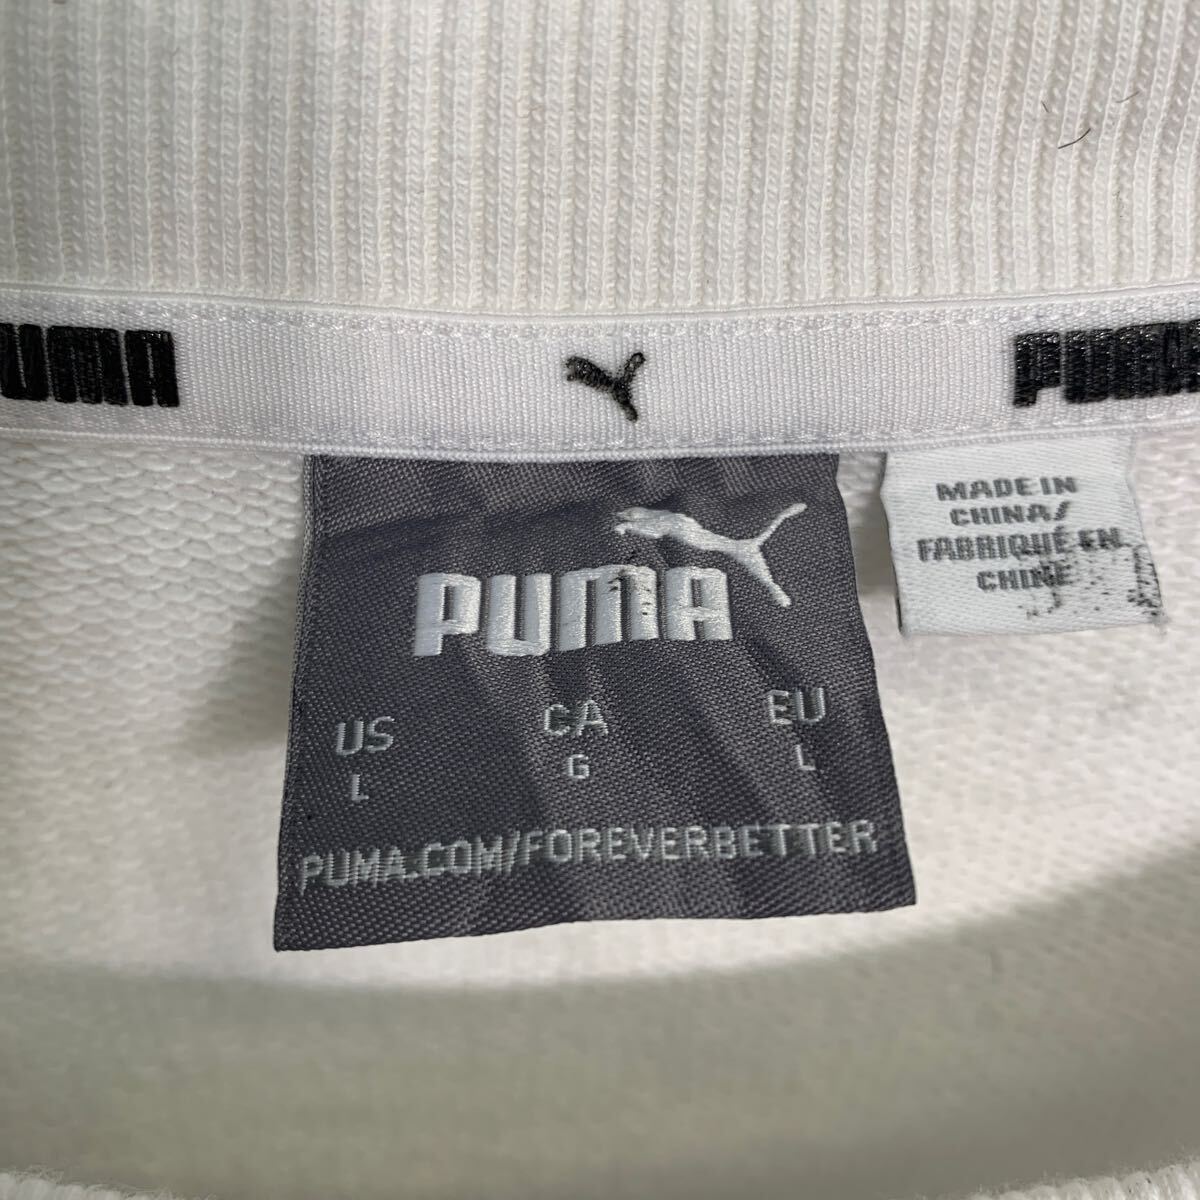 PUMA
PUMA
PUMA
US CA EU
L G L
PUMA.COM/FOREVERBETTER
MADE IN
CHINA/
FABRIQUÉ EN
CHINE